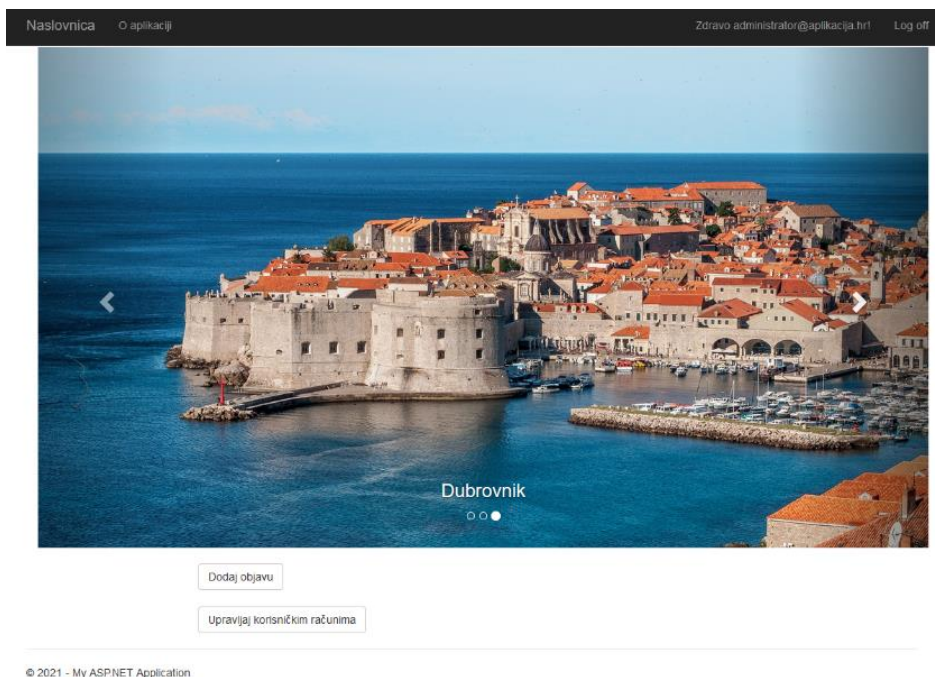 Naslovnica O aplikaciji Zdravo administrator@aplikacija.hr! Log off
Dubrovnik
Dodaj objavu
Upravljaj korisničkim računima
© 2021 - My ASP.NET Application